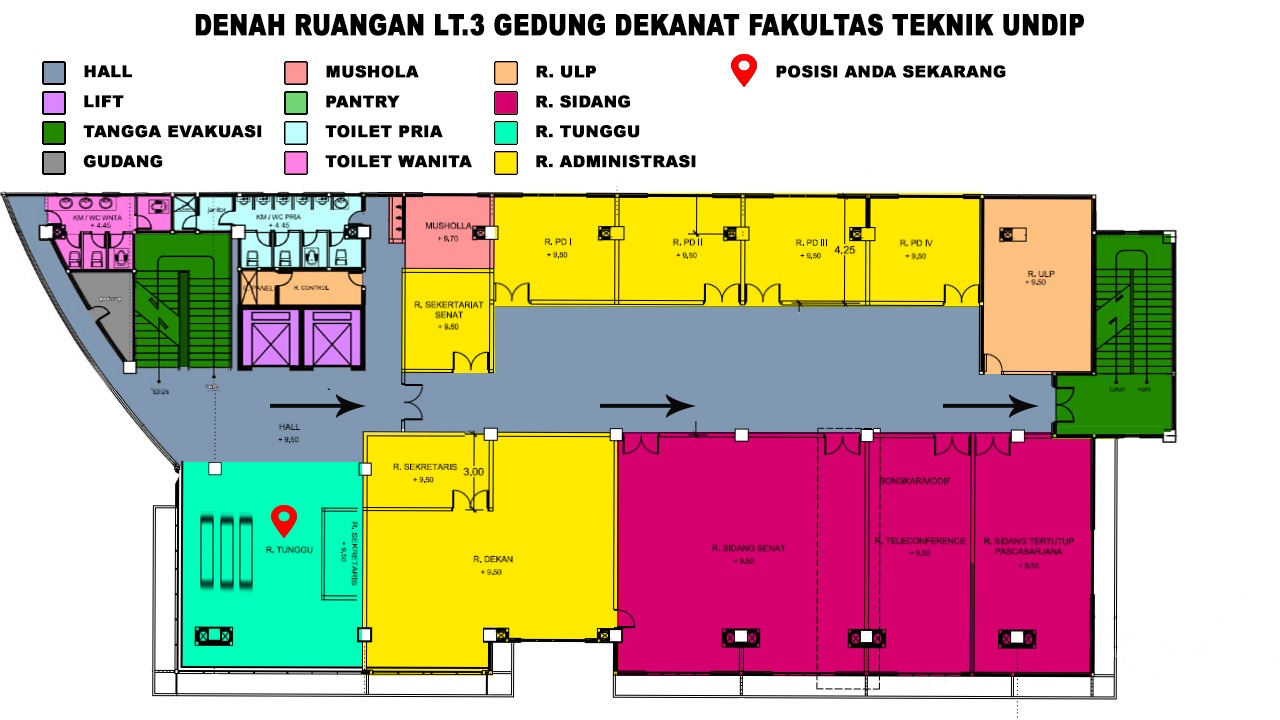 DENAH RUANGAN LT.3 GEDUNG DEKANAT FAKULTAS TEKNIK UNDIP
HALL
LIFT
TANGGA EVAKUASI
GUDANG
MUSHOLA
PANTRY
TOILET PRIA
TOILET WANITA
R. ULP
R. SIDANG
R. TUNGGU
R. ADMINISTRASI
POSISI ANDA SEKARANG
KM / WC WNTA
+ 4.45
janitor
KM / WC PRIA
+ 4.45
gudang
R. PANEL
R. CONTROL
turun
naik
HALL
+ 9,50
MUSHOLLA
+ 9,70
R. SEKERTARIAT
SENAT
+ 9.50
R. PD I
+ 9,50
R. PD II
+ 9,50
R. PD III
+ 9,50
4.25
R. PD IV
+ 9,50
R. ULP
+ 9.50
turun
naik
R. SEKRETARIS
+ 9,50
3.00
R. TUNGGU
R. SEKRETARIS
+ 9,50
R. DEKAN
+ 9.50
R. SIDANG SENAT
+ 9.50
BONGKAR/MODIF
R. TELECONFERENCE
+ 9,50
R. SIDANG TERTUTUP
PASCASARJANA
+ 9,50